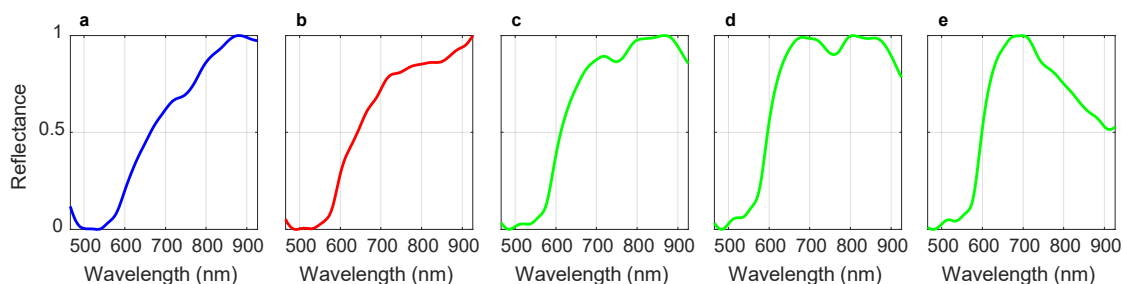 a b c d e
1
0.5
0
Reflectance
500 600 700 800 900 500 600 700 800 900 500 600 700 800 900 500 600 700 800 900 500 600 700 800 900
Wavelength (nm) Wavelength (nm) Wavelength (nm) Wavelength (nm) Wavelength (nm)